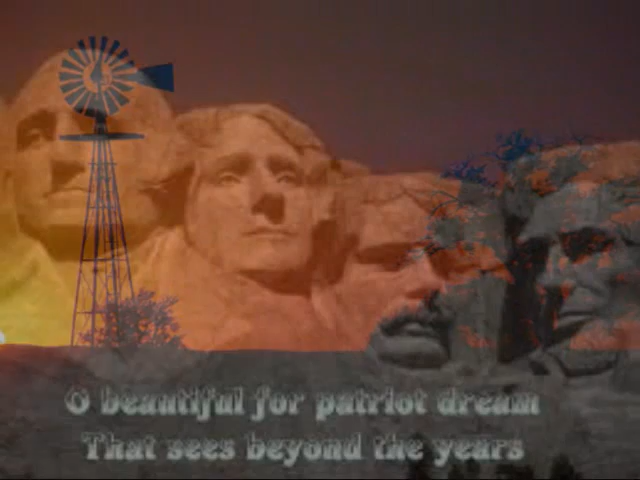 O beautiful for patriot dream
That sees beyond the years